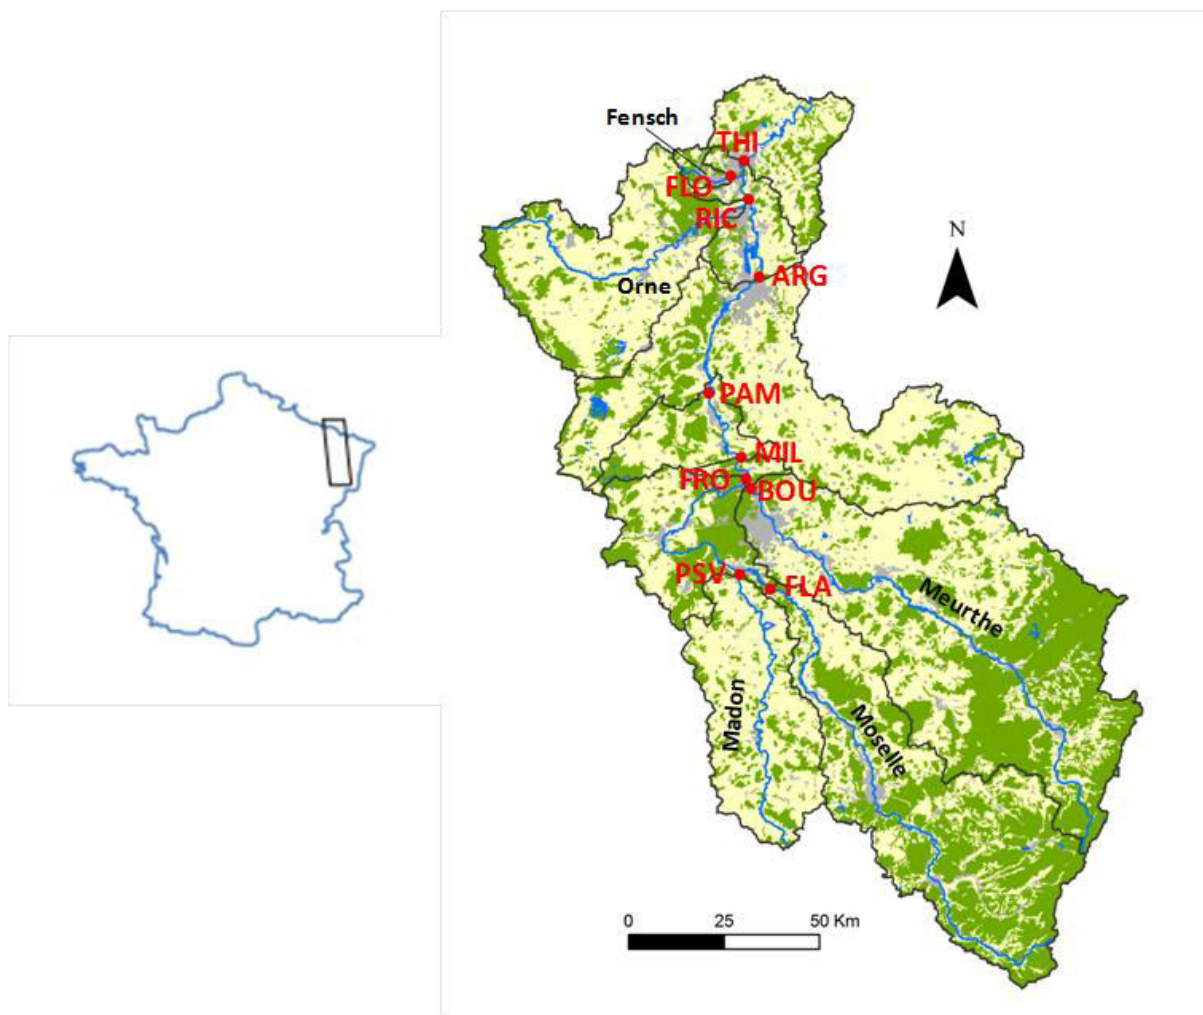 Fensch
THI
FLO
RIC
N
ARG
Orne
PAM
MIL
FRO
BOU
PSV
FLA
Meurthe
Madon
Moselle
0 25 50 Km